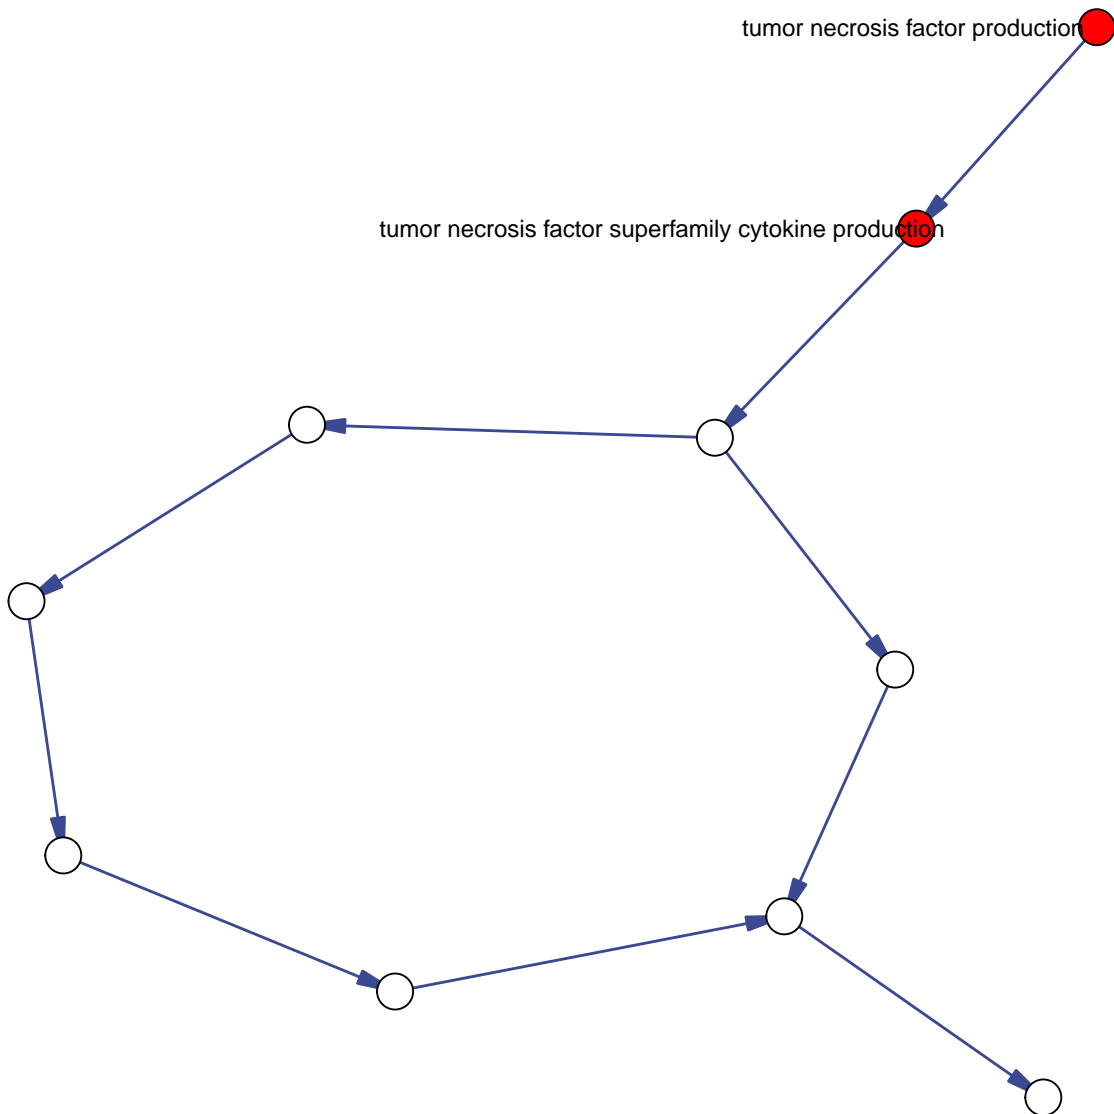 tumor necrosis factor production
tumor necrosis factor superfamily cytokine production